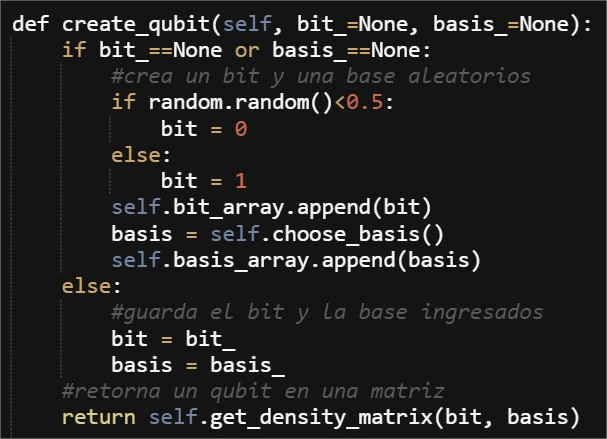 def create_qubit(self, bit_=None, basis_=None):
    if bit_==None or basis_==None:
        #crea un bit y una base aleatorios
        if random.random()<0.5:
            bit = 0
        else:
            bit = 1
        self.bit_array.append(bit)
        basis = self.choose_basis()
        self.basis_array.append(basis)
    else:
        #guarda el bit y la base ingresados
        bit = bit_
        basis = basis_
    #retorna un qubit en una matriz
    return self.get_density_matrix(bit, basis)